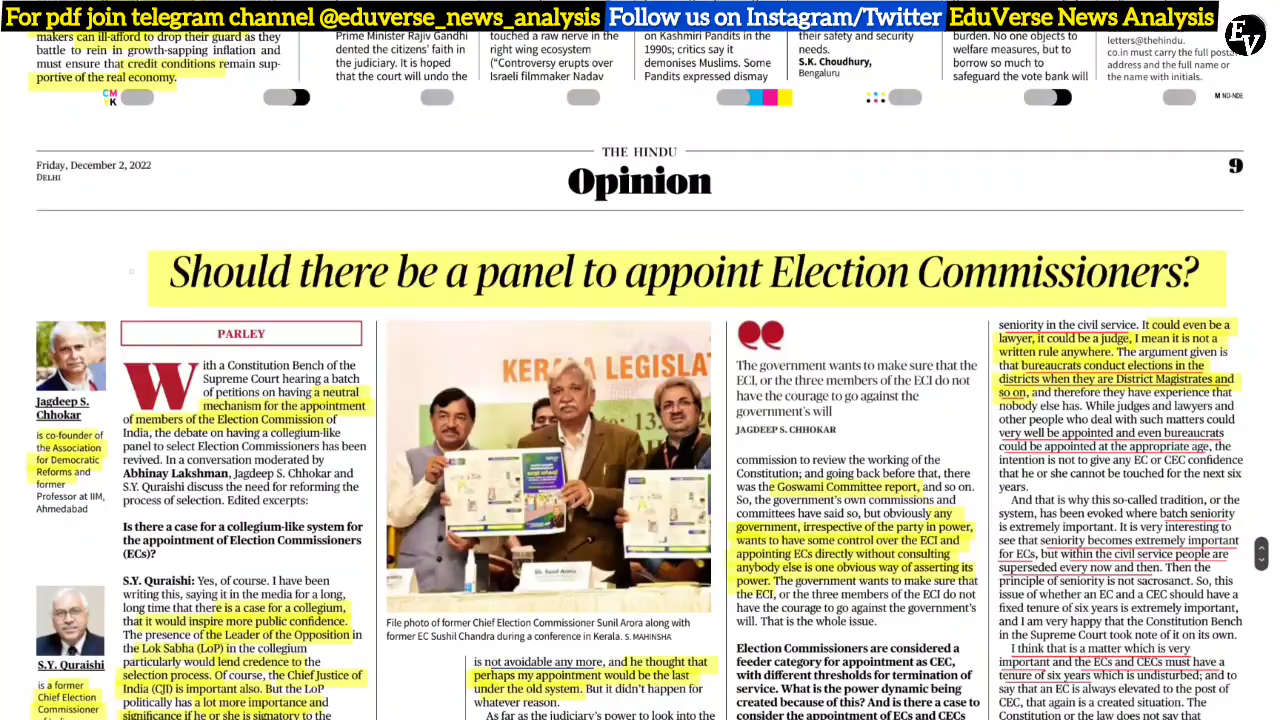 For pdf join telegram channel @eduverse_news_analysis Follow us on Instagram/Twitter EduVerse News Analysis
EV
makers can ill-afford to drop their guard as they
battle to rein in growth-sapping inflation and
must ensure that credit conditions remain sup-
portive of the real economy.
Prime Minister Rajiv Gandhi
dented the citizens' faith in
the judiciary. It is hoped
that the court will undo the
touched a raw nerve in the
right wing ecosystem
("Controversy erupts over
Israeli filmmaker Nadav
on Kashmiri Pandits in the
1990s; critics say it
demonises Muslims. Some
Pandits expressed dismay
their safety and security
needs.
S.K. Choudhury,
Bengaluru
burden. No one objects to
welfare measures, but to
borrow so much to
safeguard the vote bank will
letters@thehindu.
co.in must carry the full postal
address and the full name or
the name with initials.
CM
YK
M ND-NDE
THE HINDU
Friday, December 2, 2022
DELHI
Opinion
9
Should there be a panel to appoint Election Commissioners?
Jagdeep S.
Chhokar
is co-founder of
the Association
for Democratic
Reforms and
former
Professor at IIM,
Ahmedabad
S.Y. Quraishi
is a former
Chief Election
Commissioner
PARLEY
With a Constitution Bench of the
Supreme Court hearing a batch
of petitions on having a neutral
mechanism for the appointment
of members of the Election Commission of
India, the debate on having a collegium-like
panel to select Election Commissioners has been
revived. In a conversation moderated by
Abhinay Lakshman, Jagdeep S. Chhokar and
S.Y. Quraishi discuss the need for reforming the
process of selection. Edited excerpts:
Is there a case for a collegium-like system for
the appointment of Election Commissioners
(ECs)?
S.Y. Quraishi: Yes, of course. I have been
writing this, saying it in the media for a long,
long time that there is a case for a collegium,
that it would inspire more public confidence.
The presence of the Leader of the Opposition in
the Lok Sabha (LoP) in the collegium
particularly would lend credence to the
selection process. Of course, the Chief Justice of
India (CJI) is important also. But the LoP
politically has a lot more importance and
significance if he or she is signatory to the
KERALA LEGISLAT
13
Sh. Sunil Arora
File photo of former Chief Election Commissioner Sunil Arora along with
former EC Sushil Chandra during a conference in Kerala. S. MAHINSHA
is not avoidable any more, and he thought that
perhaps my appointment would be the last
under the old system. But it didn't happen for
whatever reason.
As far as the judiciary's power to look into the
The government wants to make sure that the
ECI, or the three members of the ECI do not
have the courage to go against the
government's will
JAGDEEP S. CHHOKAR
commission to review the working of the
Constitution; and going back before that, there
was the Goswami Committee report, and so on.
So, the government's own commissions and
committees have said so, but obviously any
government, irrespective of the party in power,
wants to have some control over the ECI and
appointing ECs directly without consulting
anybody else is one obvious way of asserting its
power. The government wants to make sure that
the ECI, or the three members of the ECI do not
have the courage to go against the government's
will. That is the whole issue.
Election Commissioners are considered a
feeder category for appointment as CEC,
with different thresholds for termination of
service. What is the power dynamic being
created because of this? And is there a case to
consider the appointment of ECs and CECs
seniority in the civil service. It could even be a
lawyer, it could be a judge, I mean it is not a
written rule anywhere. The argument given is
that bureaucrats conduct elections in the
districts when they are District Magistrates and
so on, and therefore they have experience that
nobody else has. While judges and lawyers and
other people who deal with such matters could
very well be appointed and even bureaucrats
could be appointed at the appropriate age, the
intention is not to give any EC or CEC confidence
that he or she cannot be touched for the next six
years.
And that is why this so-called tradition, or the
system, has been evoked where batch seniority
is extremely important. It is very interesting to
see that seniority becomes extremely important
for ECs, but within the civil service people are
superseded every now and then. Then the
principle of seniority is not sacrosanct. So, this
issue of whether an EC and a CEC should have a
fixed tenure of six years is extremely important,
and I am very happy that the Constitution Bench
in the Supreme Court took note of it on its own.
I think that is a matter which is very
important and the ECs and CECs must have a
tenure of six years which is undisturbed; and to
say that an EC is always elevated to the post of
CEC, that again is a created situation. The
Constitution or the law does not say that